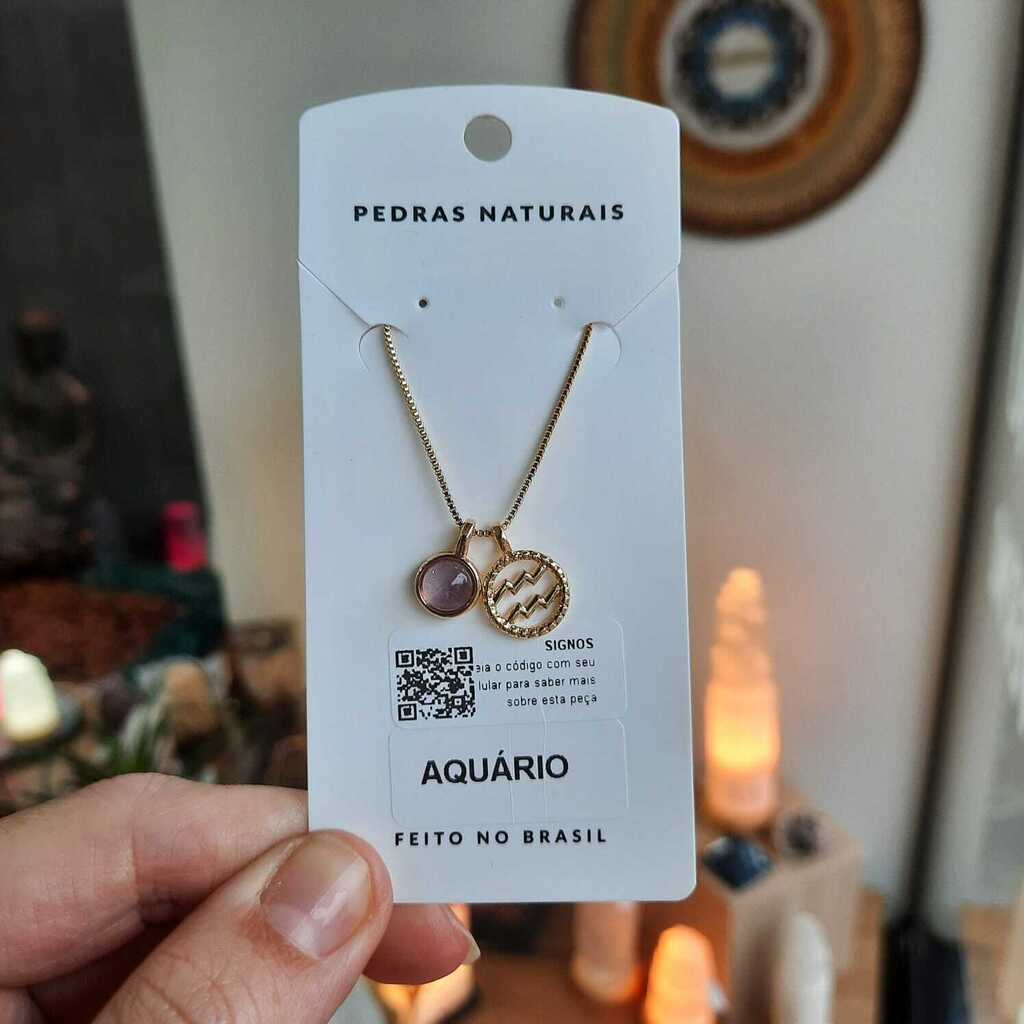 PEDRAS NATURAIS
SIGNOS
o código com seu
para saber mais
sobre esta peça
AQUÁRIO
FEITO NO BRASIL